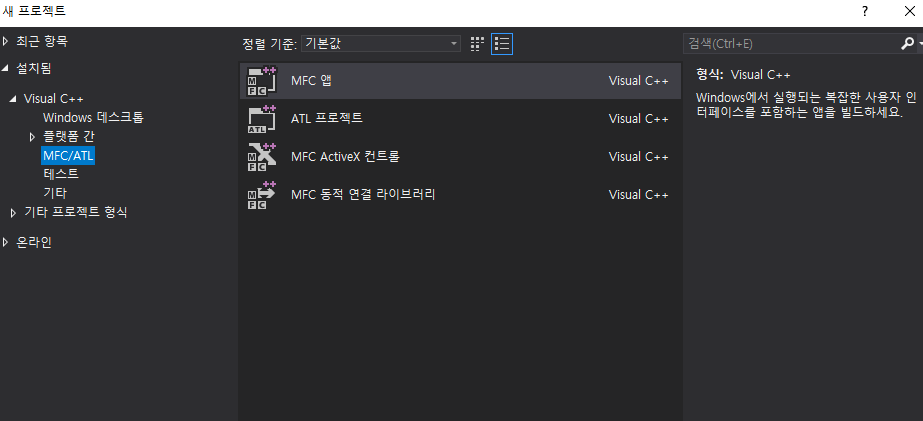 새 프로젝트
최근 항목
설치됨
Visual C++
Windows 데스크톱
플랫폼 간
MFC/ATL
테스트
기타
기타 프로젝트 형식
온라인
정렬 기준: 기본값
MFC 앱 Visual C++
ATL 프로젝트 Visual C++
MFC ActiveX 컨트롤 Visual C++
MFC 동적 연결 라이브러리 Visual C++
검색(Ctrl+E)
형식: Visual C++
Windows에서 실행되는 복잡한 사용자 인
터페이스를 포함하는 앱을 빌드하세요.